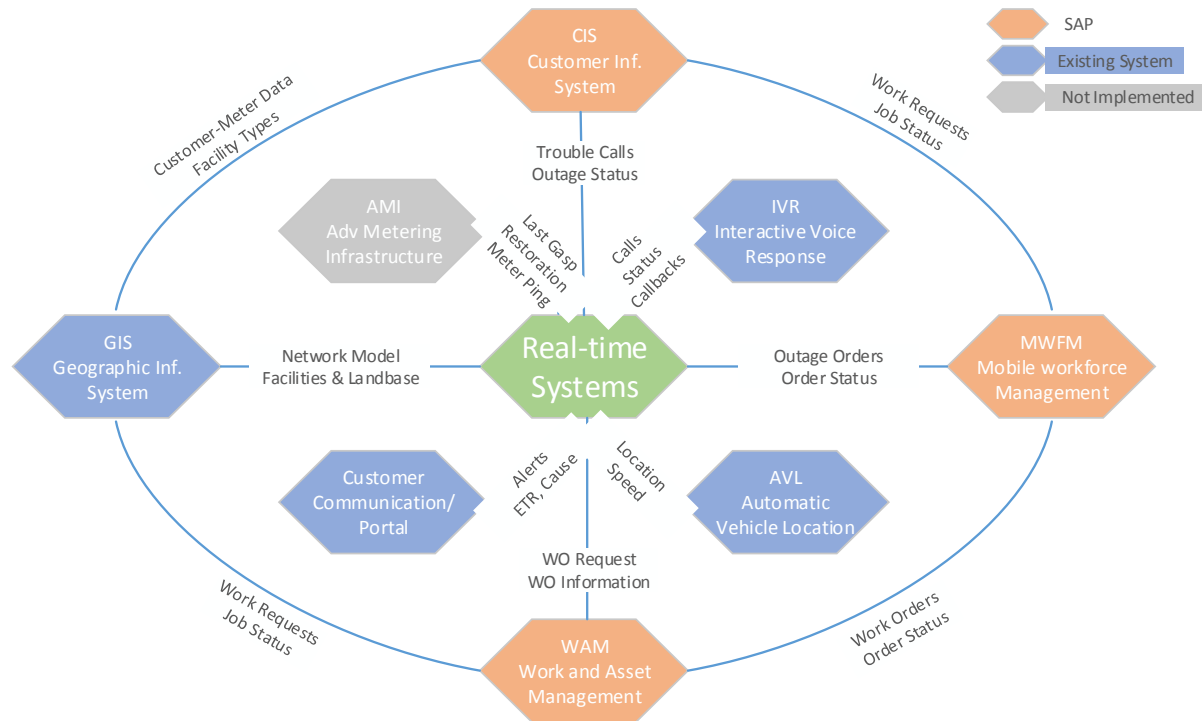 CIS
Customer Inf.
System
SAP
Existing System
Not Implemented
Customer-Meter Data
Facility Types
Work Requests
Job Status
Trouble Calls
Outage Status
AMI
Adv Metering
Infrastructure
Last Gasp
Restoration
Meter Ping
Calls
Status
Callbacks
IVR
Interactive Voice
Response
GIS
Geographic Inf.
System
Network Model
Facilities & Landbase
Real-time
Systems
Outage Orders
Order Status
MWFM
Mobile workforce
Management
Customer
Communication/
Portal
Alerts
ETR, Cause
Location
Speed
AVL
Automatic
Vehicle Location
WO Request
WO Information
Work Requests
Job Status
Work Orders
Order Status
WAM
Work and Asset
Management